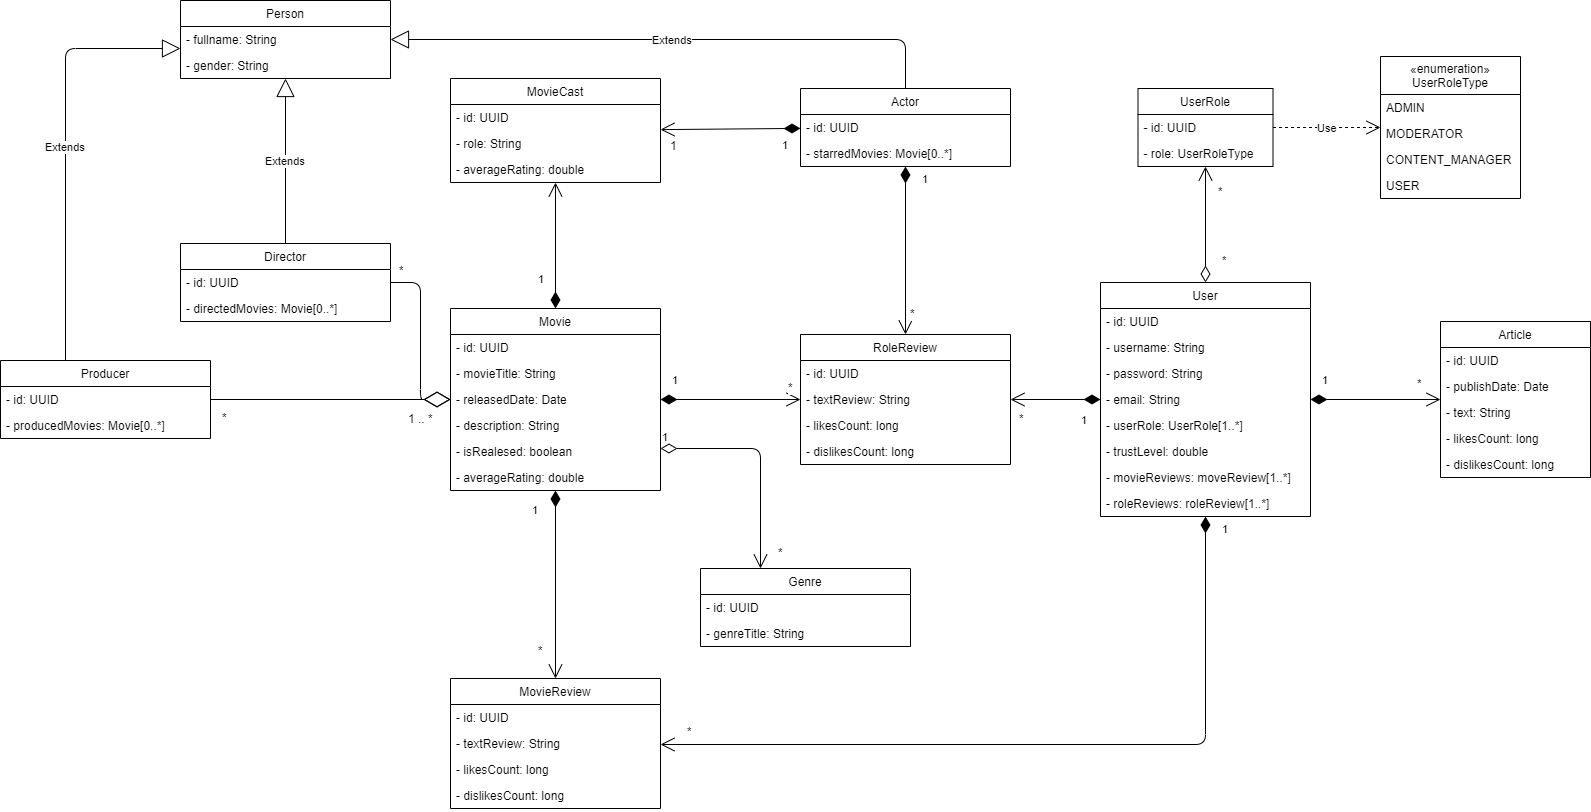 Person
- fullname: String
- gender: String
Extends
Extends
Extends
MovieCast
- id: UUID
- role: String
- averageRating: double
1
1
Actor
- id: UUID
- starredMovies: Movie[0..*]
1
UserRole
- id: UUID
- role: UserRoleType
Use
*
«enumeration»
UserRoleType
ADMIN
MODERATOR
CONTENT_MANAGER
USER
Director
- id: UUID
- directedMovies: Movie[0..*]
*
1
*
*
Producer
- id: UUID
- producedMovies: Movie[0..*]
*
1 .. *
Movie
- id: UUID
- movieTitle: String
- releasedDate: Date
- description: String
- isRealesed: boolean
- averageRating: double
1
*
1
1
RoleReview
- id: UUID
- textReview: String
- likesCount: long
- dislikesCount: long
*
1
User
- id: UUID
- username: String
- password: String
- email: String
- userRole: UserRole[1..*]
- trustLevel: double
- movieReviews: moveReview[1..*]
- roleReviews: roleReview[1..*]
1
*
1
Article
- id: UUID
- publishDate: Date
- text: String
- likesCount: long
- dislikesCount: long
*
Genre
- id: UUID
- genreTitle: String
*
MovieReview
- id: UUID
- textReview: String
- likesCount: long
- dislikesCount: long
*